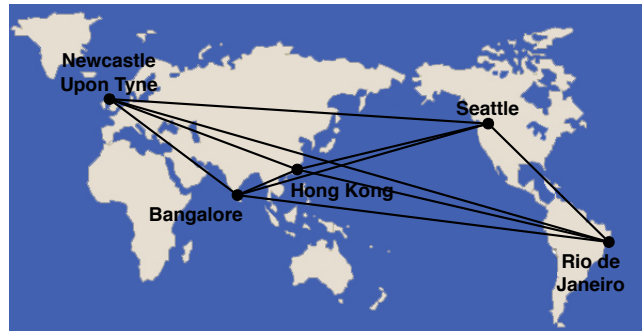 Newcastle
Upon Tyne
Seattle
Hong Kong
Bangalore
Rio de
Janeiro